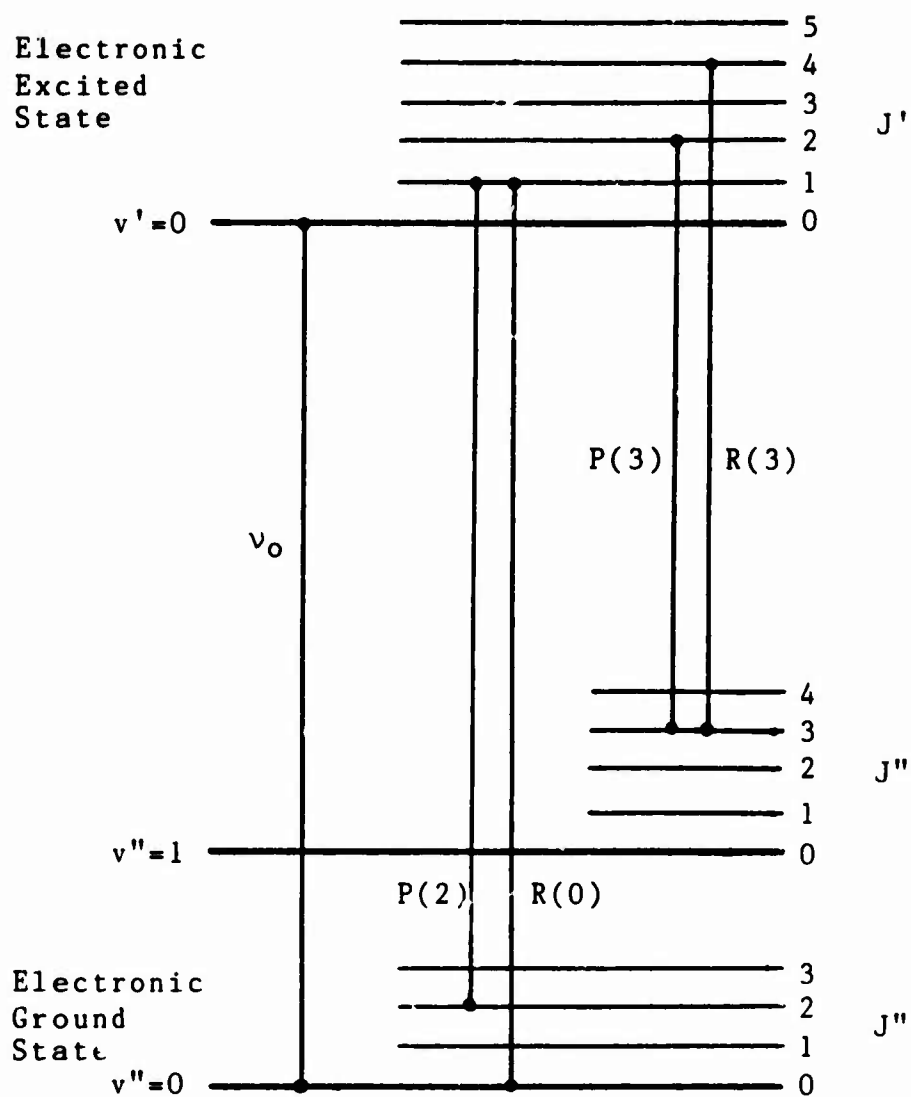 Electronic
Excited
State
5
4
3
2
1
0
J'
v'=0
P(3)
R(3)
νo
4
3
2
1
0
J"
v"=1
P(2)
R(0)
Electronic
Ground
State
3
2
1
0
J"
v"=0